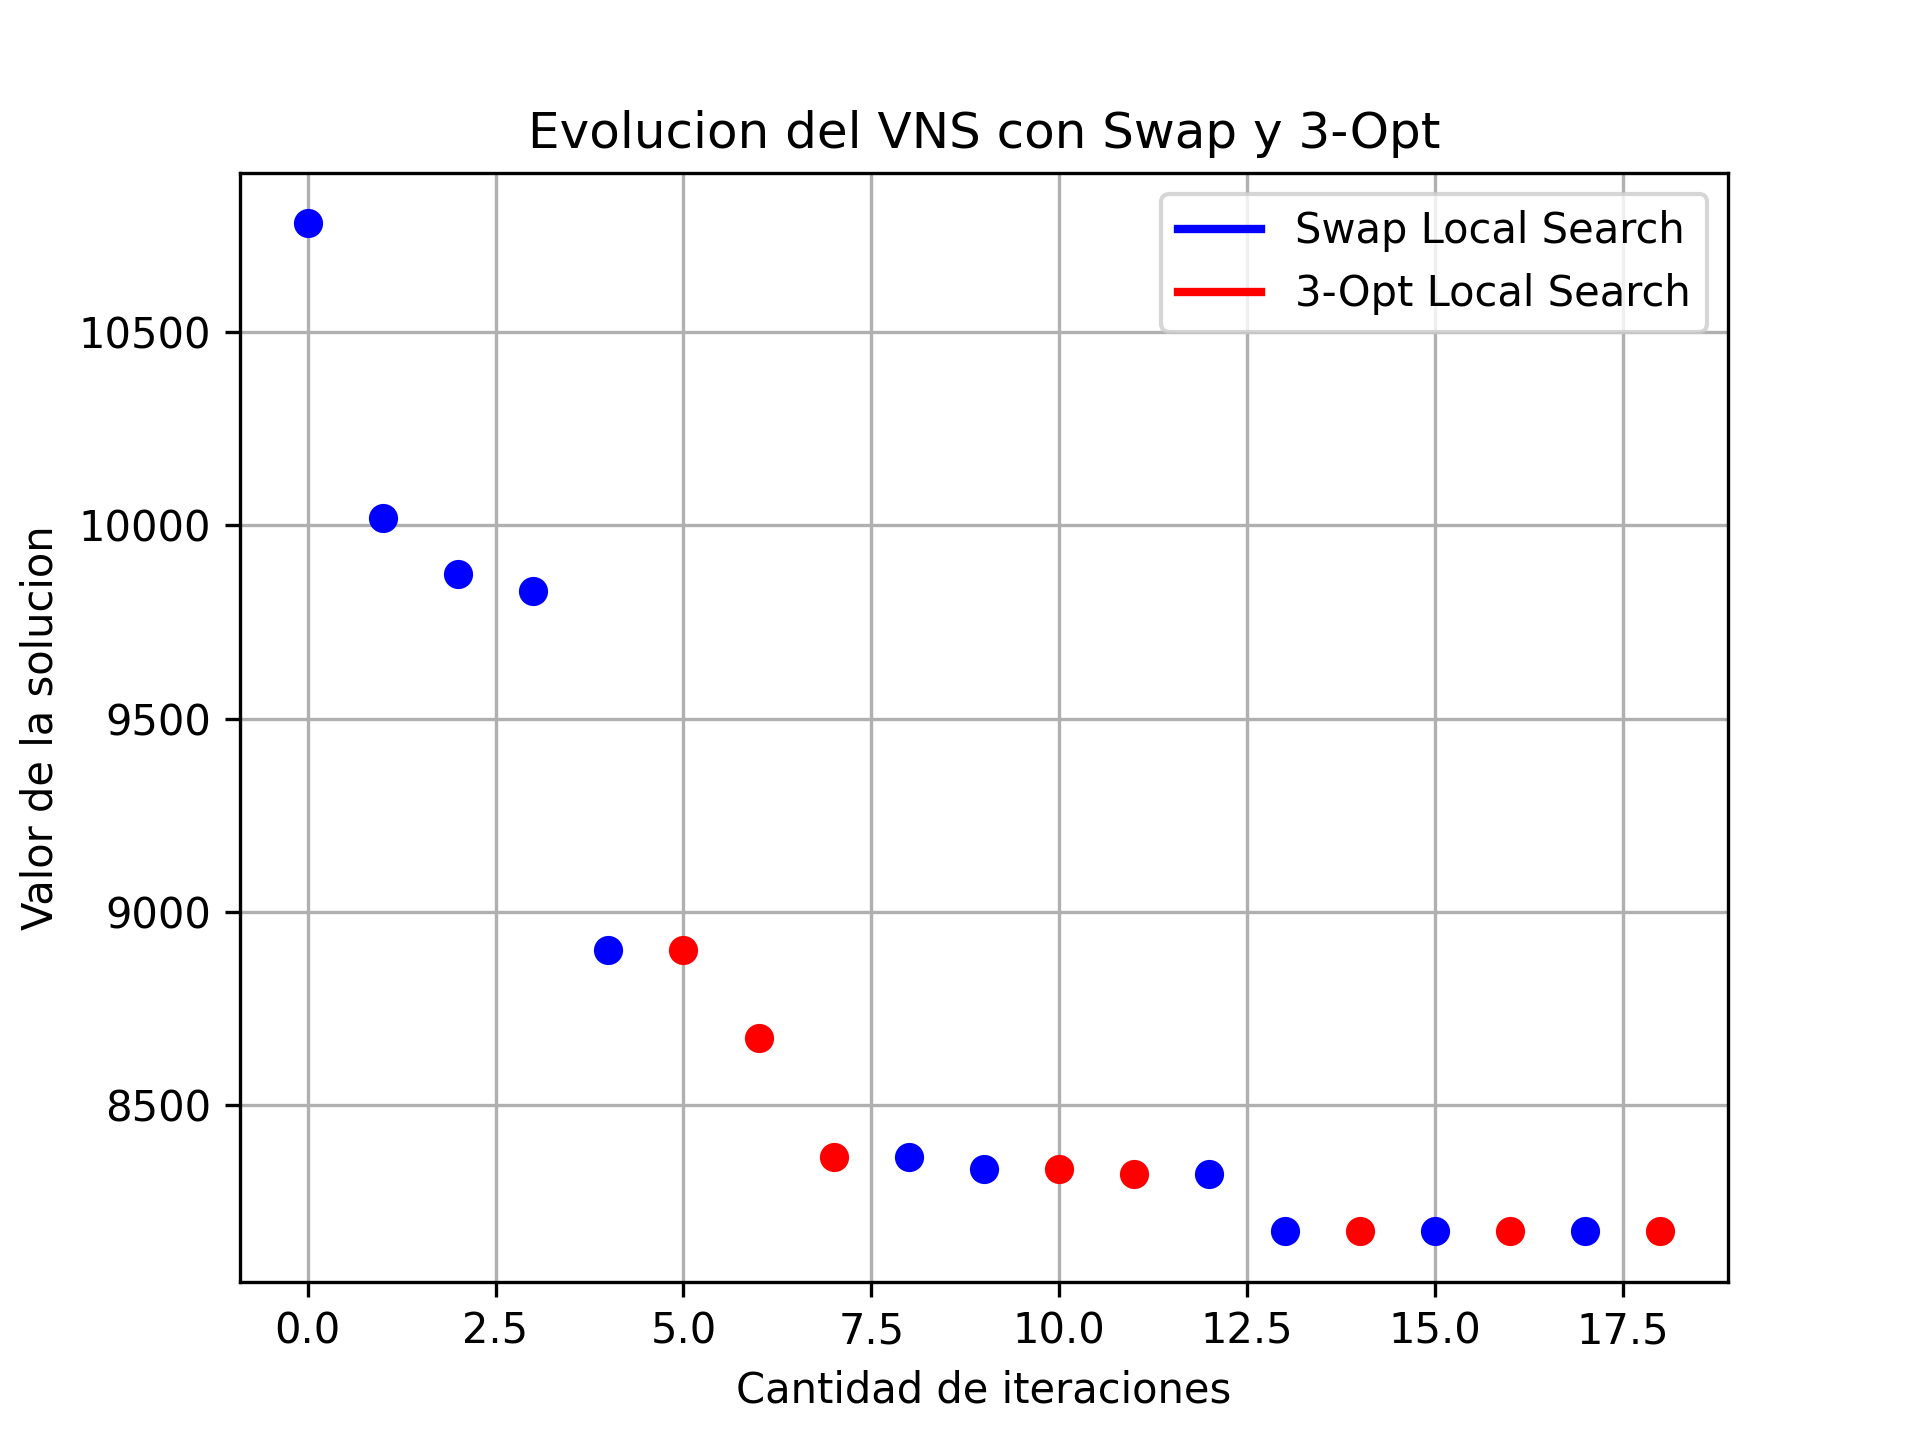 Evolucion del VNS con Swap y 3-Opt
Swap Local Search
3-Opt Local Search
Valor de la solucion
10500
10000
9500
9000
8500
0.0 2.5 5.0 7.5 10.0 12.5 15.0 17.5
Cantidad de iteraciones